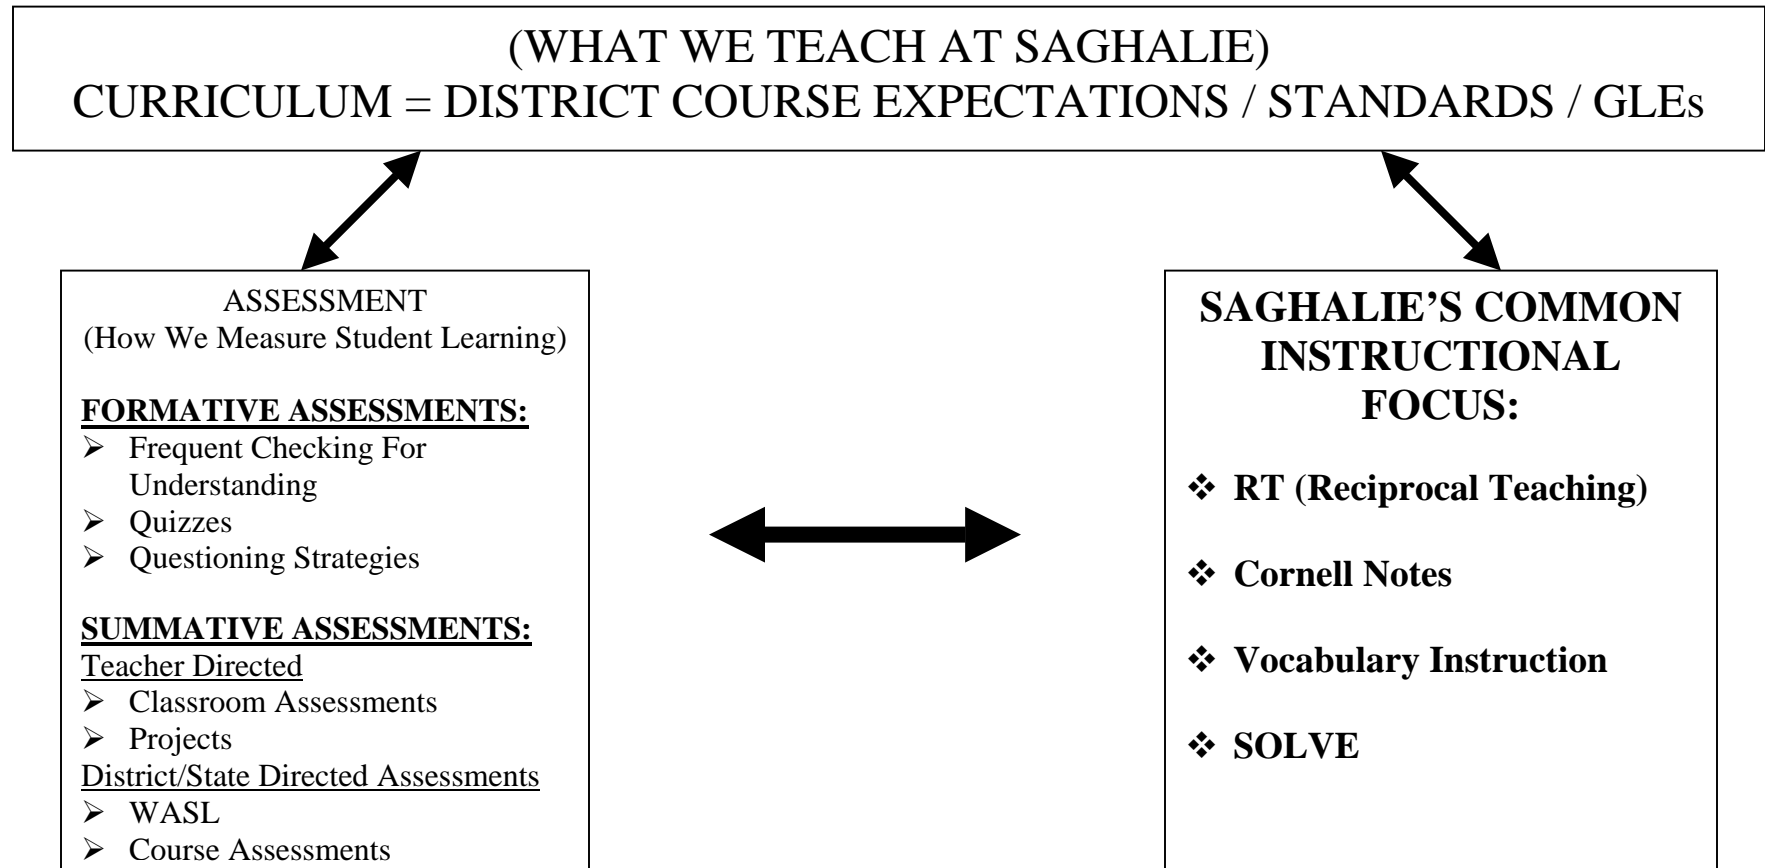 (WHAT WE TEACH AT SAGHALIE)
CURRICULUM = DISTRICT COURSE EXPECTATIONS / STANDARDS / GLEs
ASSESSMENT
(How We Measure Student Learning)
FORMATIVE ASSESSMENTS:
➢ Frequent Checking For
Understanding
➢ Quizzes
➢ Questioning Strategies
SUMMATIVE ASSESSMENTS:
Teacher Directed
➢ Classroom Assessments
➢ Projects
District/State Directed Assessments
➢ WASL
➢ Course Assessments
SAGHALIE’S COMMON
INSTRUCTIONAL
FOCUS:
❖ RT (Reciprocal Teaching)
❖ Cornell Notes
❖ Vocabulary Instruction
❖ SOLVE